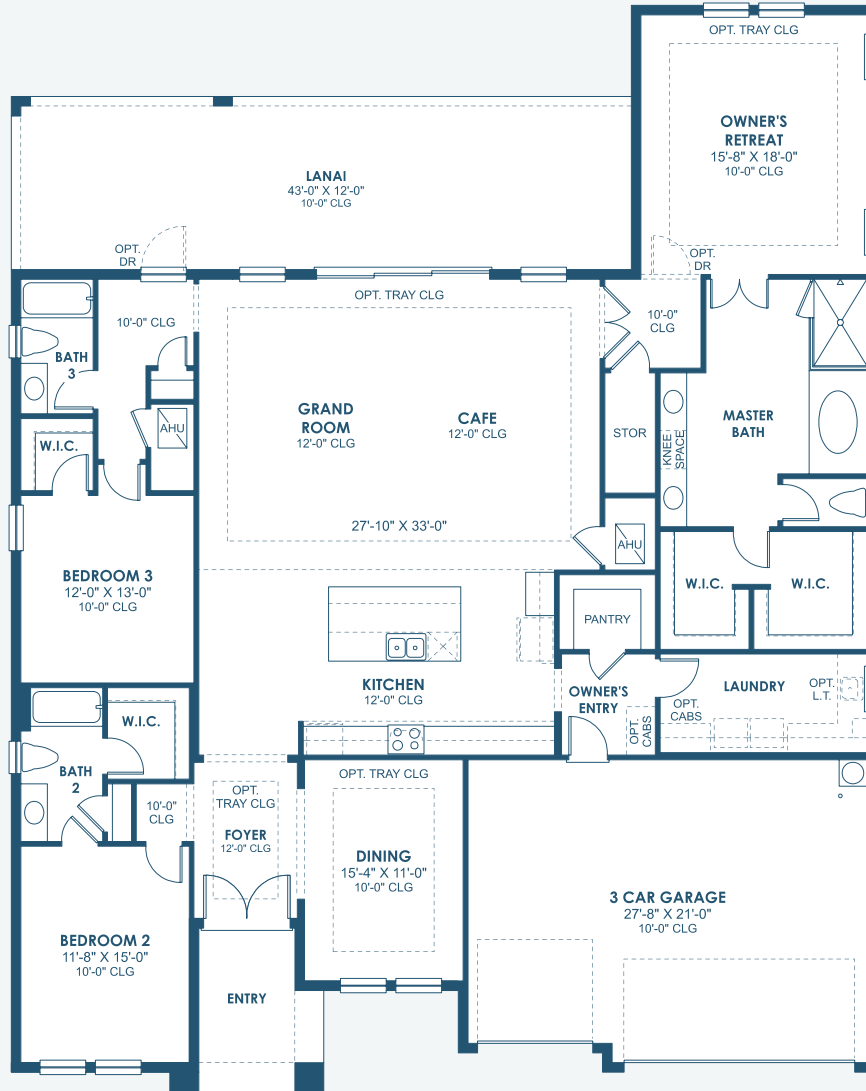 OPT. TRAY CLG
OWNER'S
RETREAT
15'-8" X 18'-0"
10'-0" CLG
LANAI
43'-0" X 12'-0"
10'-0" CLG
OPT.
DR
OPT.
DR
OPT. TRAY CLG
10'-0" CLG
10'-0"
CLG
BATH
3
GRAND
ROOM
12'-0" CLG
CAFE
12'-0" CLG
AHU
W.I.C.
STOR
KNEE
SPACE
MASTER
BATH
27'-10" X 33'-0"
AHU
BEDROOM 3
12'-0" X 13'-0"
10'-0" CLG
W.I.C.
W.I.C.
PANTRY
KITCHEN
12'-0" CLG
OWNER'S
ENTRY
OPT.
CABS
OPT.
CABS
LAUNDRY
OPT.
L.T.
W.I.C.
BATH
2
10'-0"
CLG
OPT.
TRAY CLG
FOYER
12'-0" CLG
OPT. TRAY CLG
DINING
15'-4" X 11'-0"
10'-0" CLG
3 CAR GARAGE
27'-8" X 21'-0"
10'-0" CLG
BEDROOM 2
11'-8" X 15'-0"
10'-0" CLG
ENTRY